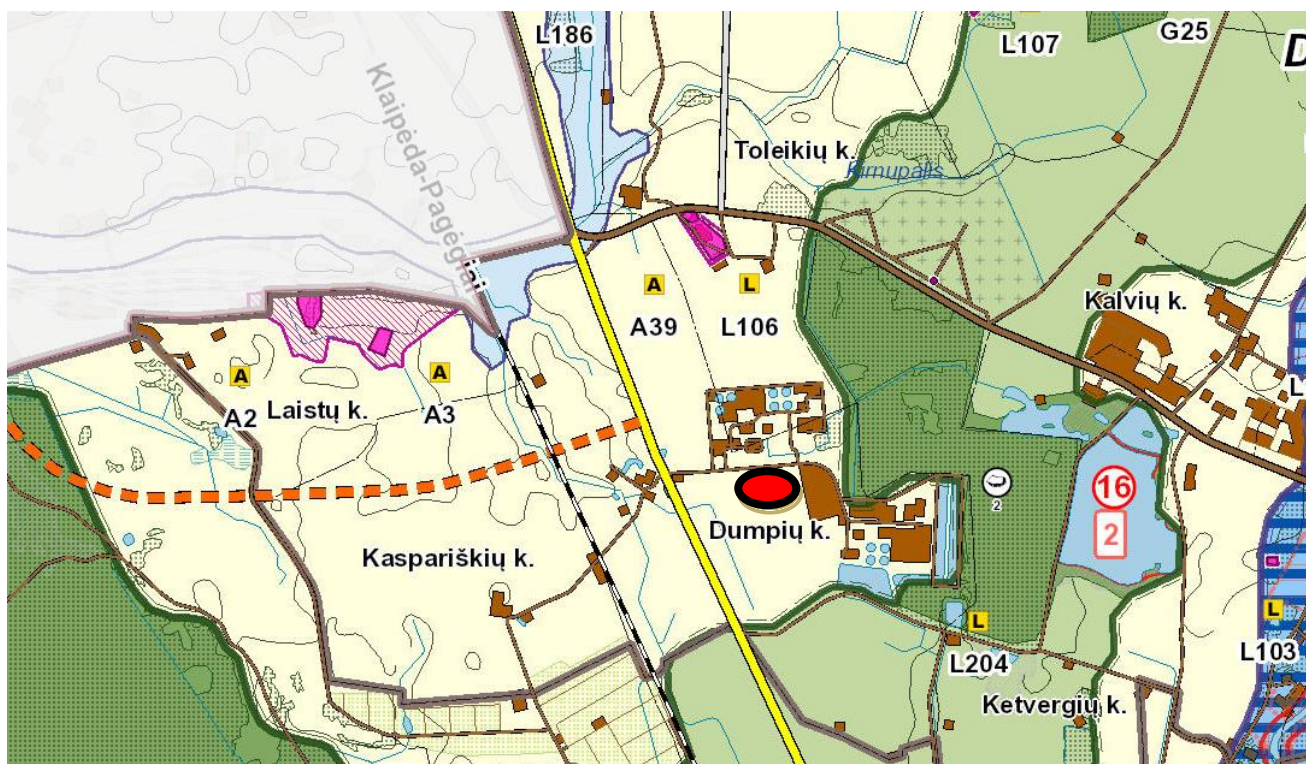 L186
L107
G25
D
Klaipėda-Pagėgiai
Toleikių k.
Kirnupalis
A
L
A39
L106
Kalvių k.
L
A
A
A2
Laistų k.
A3
2
16
2
Dumpių k.
Kaspariškių k.
L
L
L204
L103
Ketvergių k.